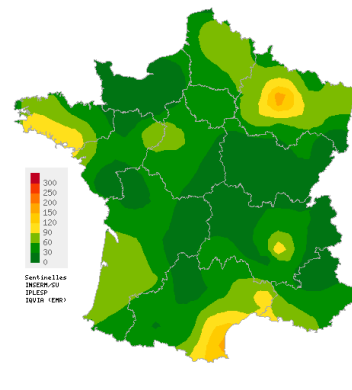 300
250
200
150
120
90
60
30
0
Sentinelles
INSERM/SU
IPLESP
IQVIA (EMR)